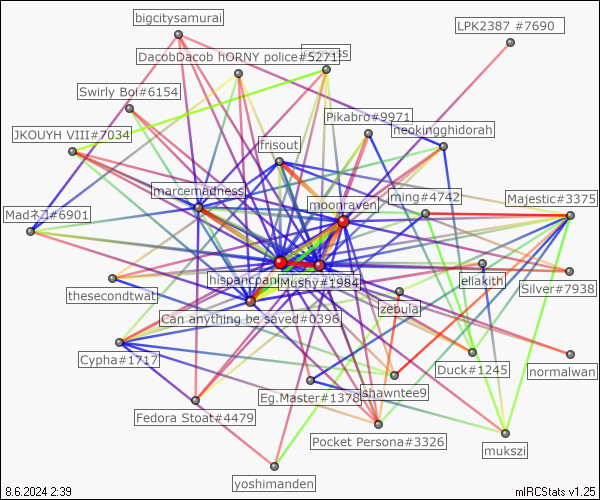 bigcitysamurai
LPK2387 #7690
DacobDacob hORNY police#5271
Swirly Boi#6154
Pikabro#9971
neokingghidorah
JKOUYH VIII#7034
frisout
marcemadness
ming#4742
Majestic#3375
moonraven
Madネコ#6901
hispancpan
Mushy#1984
ellakith
Silver#7938
thesecondtwat
zebula
Can anything be saved#0396
Cypha#1717
Duck#1245
normalwan
Eg.Master#1378
shawntee9
Fedora Stoat#4479
Pocket Persona#3326
mukszi
yoshimanden
8.6.2024 2:39
mIRCStats v1.25